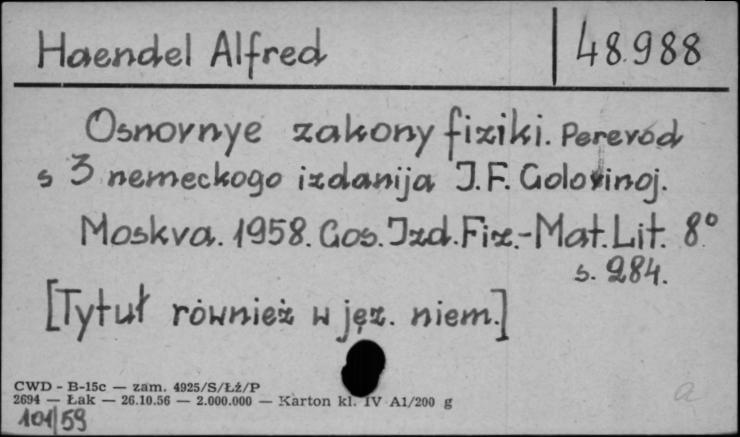 Haendel Alfred 48.988
Osnovnye zakony fiziki. Perevod
s 3 nemeckogo izdanija I.F. Golovinoj.
Moskva. 1958. Gos. Izd. Fiz.-Mat. Lit. 8°
s. 284.
[Tytuł również w jęz. niem.]
CWD - B-15c — zam. 4925/S/Łż/P
2694 — Łak — 26.10.56 — 2.000.000 — Karton kl. IV A1/200 g
101/59
a